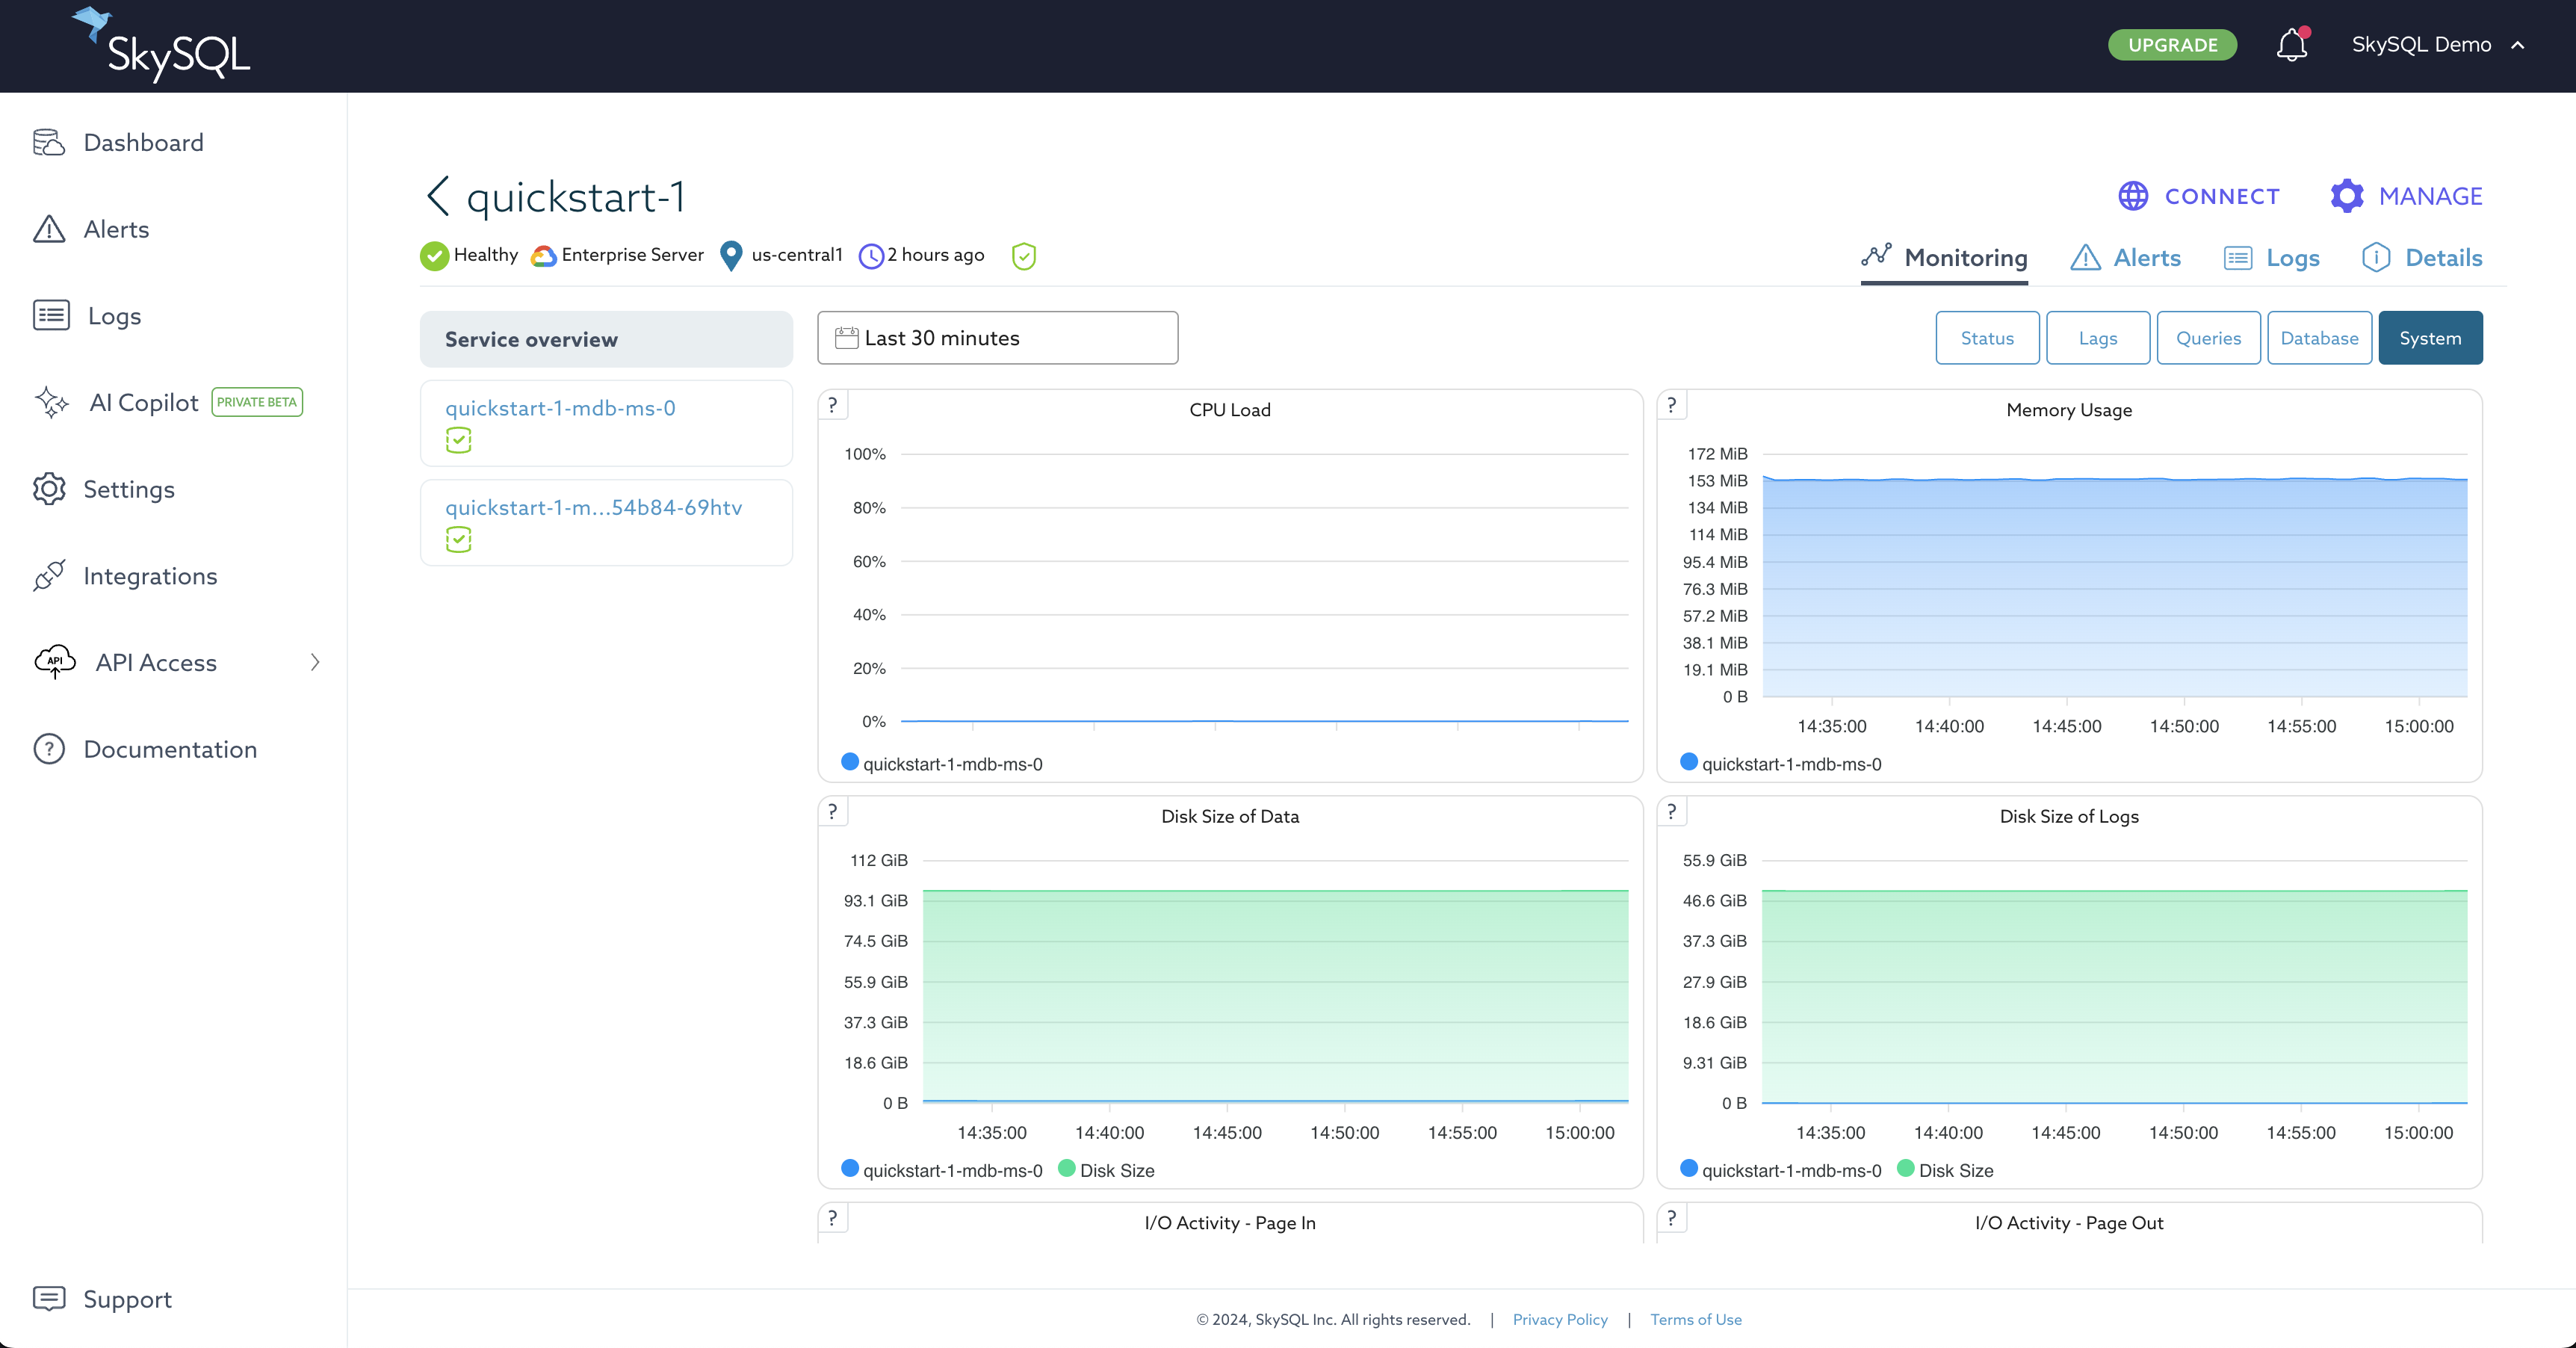 SkySQL
UPGRADE
SkySQL Demo
Dashboard
Alerts
Logs
AI Copilot PRIVATE BETA
Settings
Integrations
API API Access
Documentation
Support
quickstart-1
CONNECT
MANAGE
Healthy Enterprise Server us-central1 2 hours ago
Monitoring Alerts Logs Details
Service overview
quickstart-1-mdb-ms-0
quickstart-1-m...54b84-69htv
Last 30 minutes
Status Lags Queries Database System
?
CPU Load
100%
80%
60%
40%
20%
0%
quickstart-1-mdb-ms-0
?
Memory Usage
172 MiB
153 MiB
134 MiB
114 MiB
95.4 MiB
76.3 MiB
57.2 MiB
38.1 MiB
19.1 MiB
0 B
14:35:00 14:40:00 14:45:00 14:50:00 14:55:00 15:00:00
quickstart-1-mdb-ms-0
?
Disk Size of Data
112 GiB
93.1 GiB
74.5 GiB
55.9 GiB
37.3 GiB
18.6 GiB
0 B
14:35:00 14:40:00 14:45:00 14:50:00 14:55:00 15:00:00
quickstart-1-mdb-ms-0 Disk Size
?
Disk Size of Logs
55.9 GiB
46.6 GiB
37.3 GiB
27.9 GiB
18.6 GiB
9.31 GiB
0 B
14:35:00 14:40:00 14:45:00 14:50:00 14:55:00 15:00:00
quickstart-1-mdb-ms-0 Disk Size
?
I/O Activity - Page In
?
I/O Activity - Page Out
© 2024, SkySQL Inc. All rights reserved. | Privacy Policy | Terms of Use